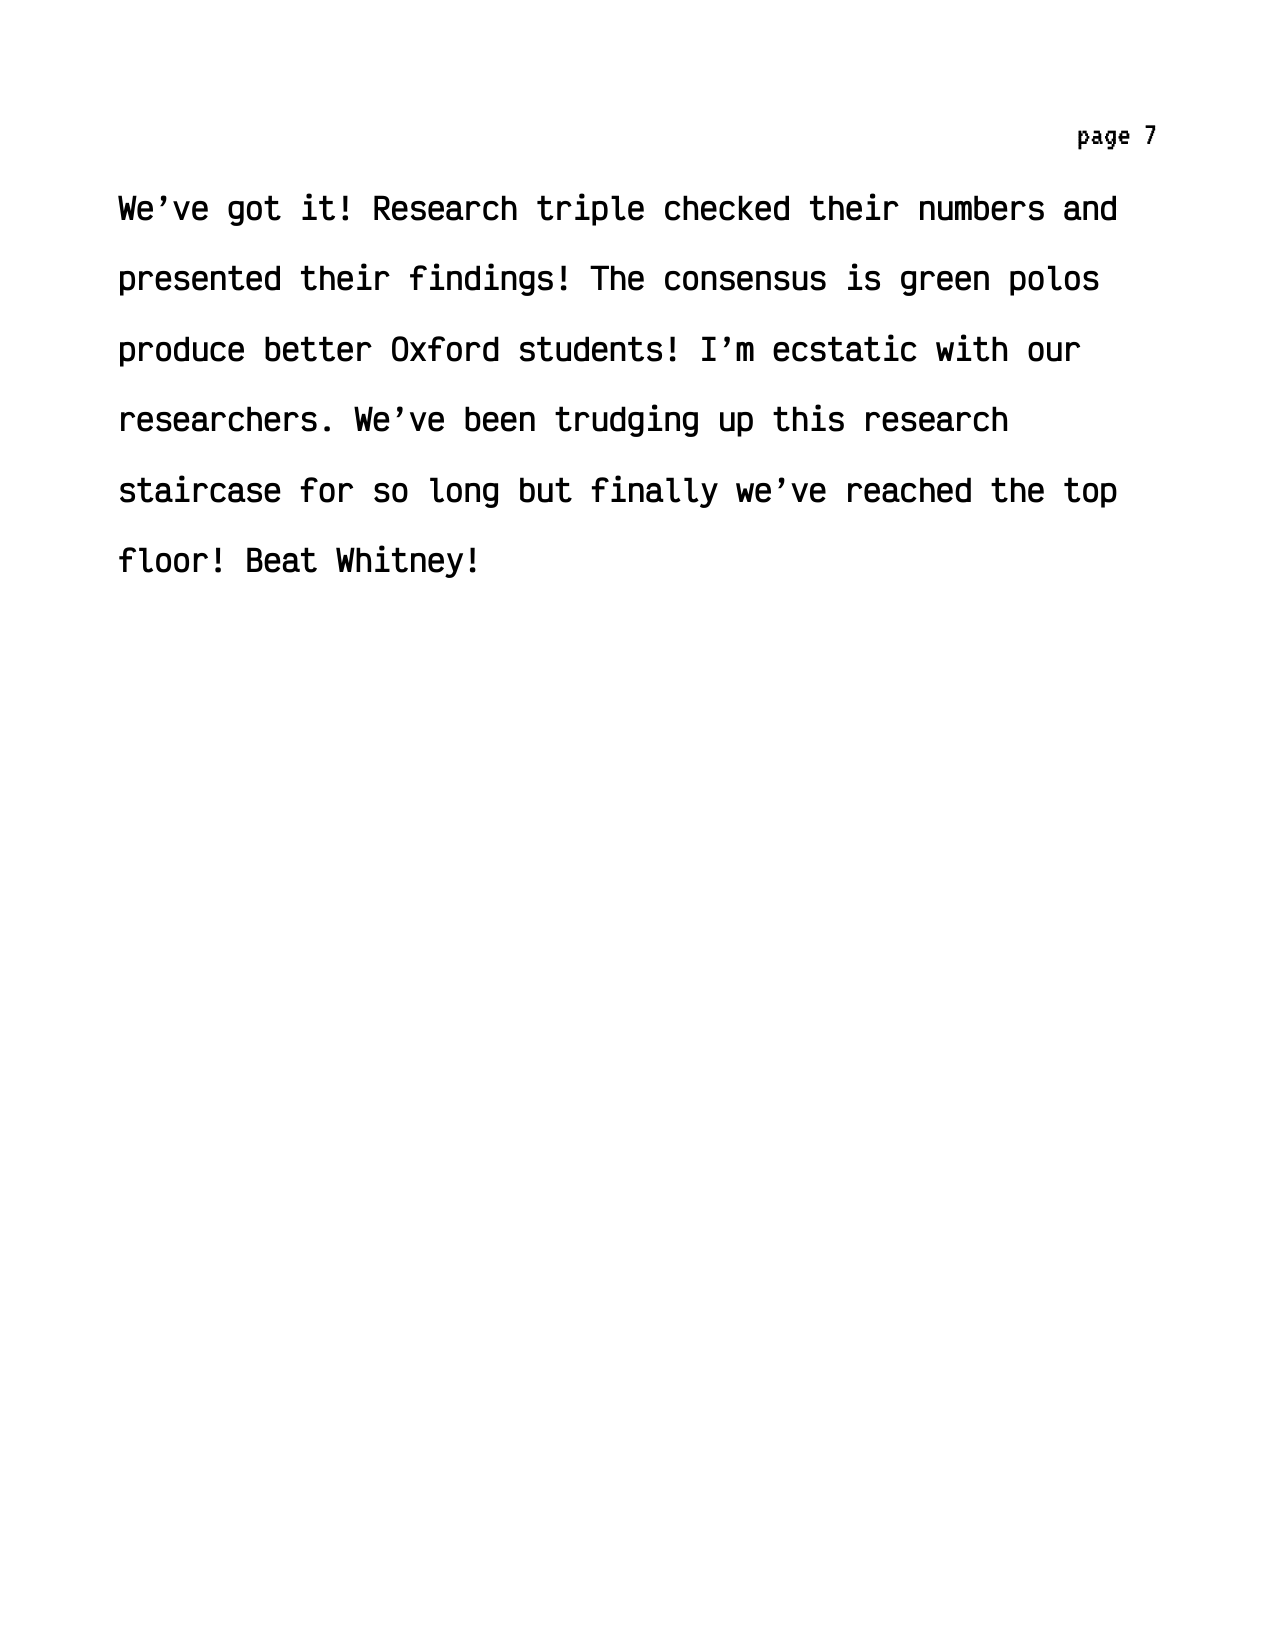 page 7
We’ve got it! Research triple checked their numbers and
presented their findings! The consensus is green polos
produce better Oxford students! I’m ecstatic with our
researchers. We’ve been trudging up this research
staircase for so long but finally we’ve reached the top
floor! Beat Whitney!